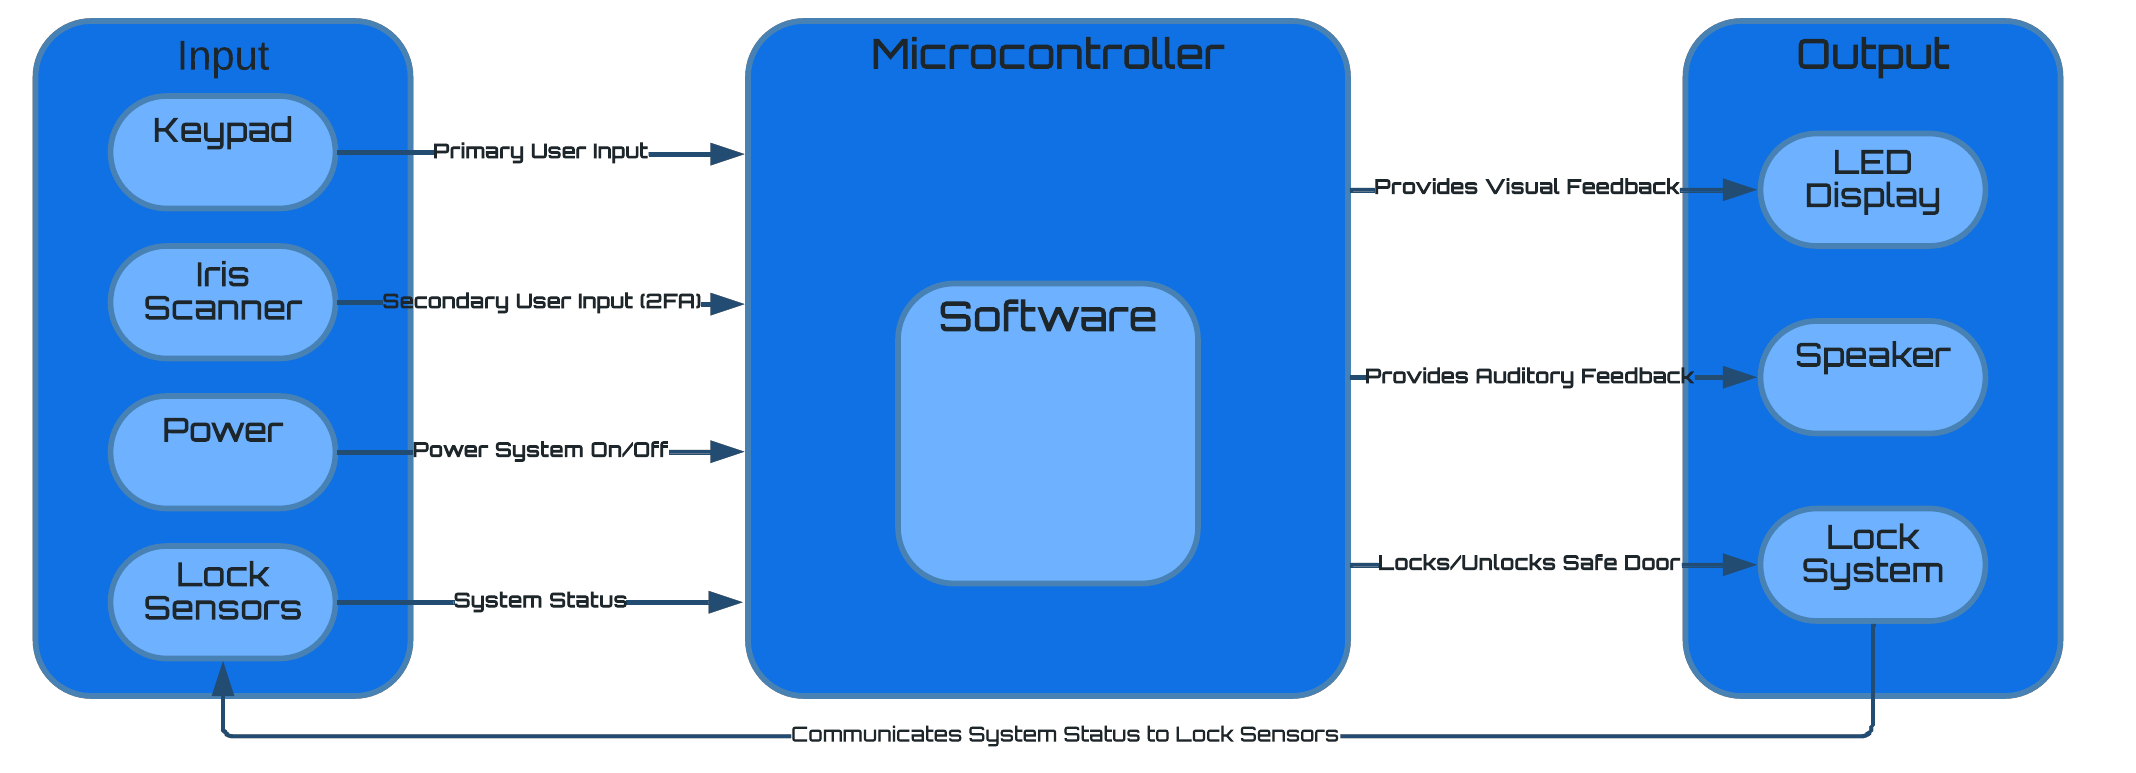 Input
Keypad
Iris
Scanner
Power
Lock
Sensors
Primary User Input
Secondary User Input (2FA)
Power System On/Off
System Status
Microcontroller
Software
Provides Visual Feedback
Provides Auditory Feedback
Locks/Unlocks Safe Door
Output
LED
Display
Speaker
Lock
System
Communicates System Status to Lock Sensors